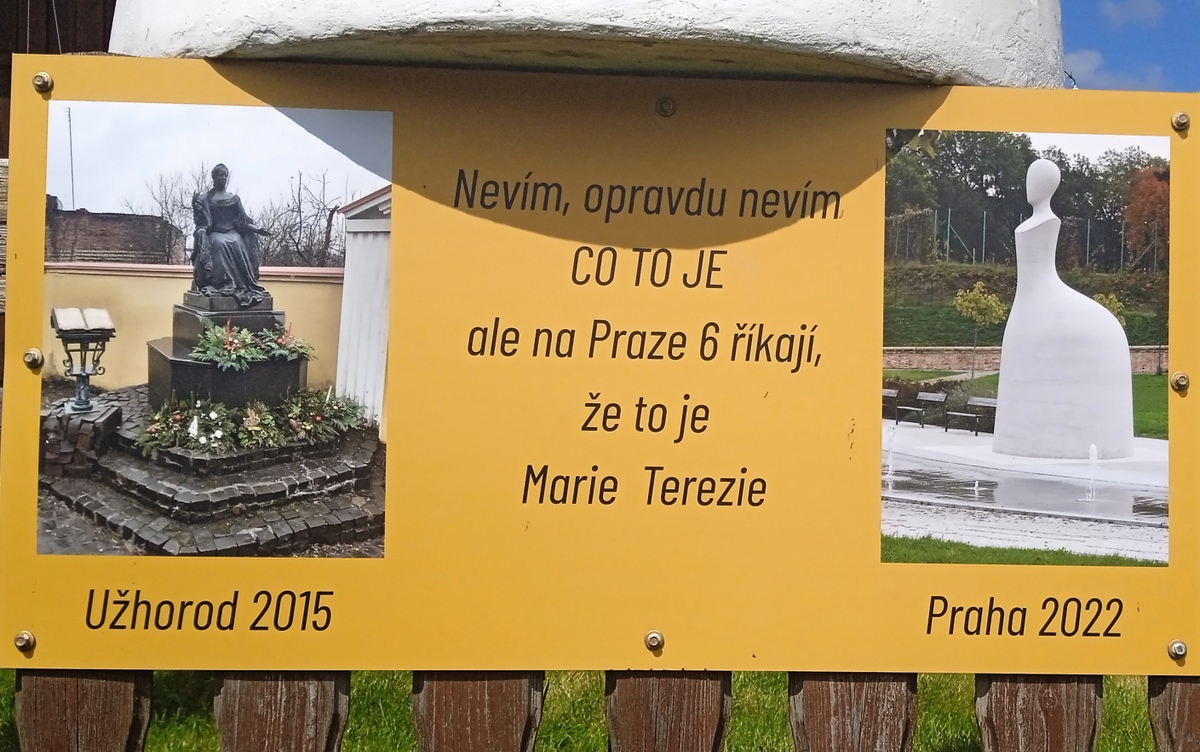 Nevím, opravdu nevím
CO TO JE
ale na Praze 6 říkají,
že to je
Marie Terezie
Užhorod 2015
Praha 2022